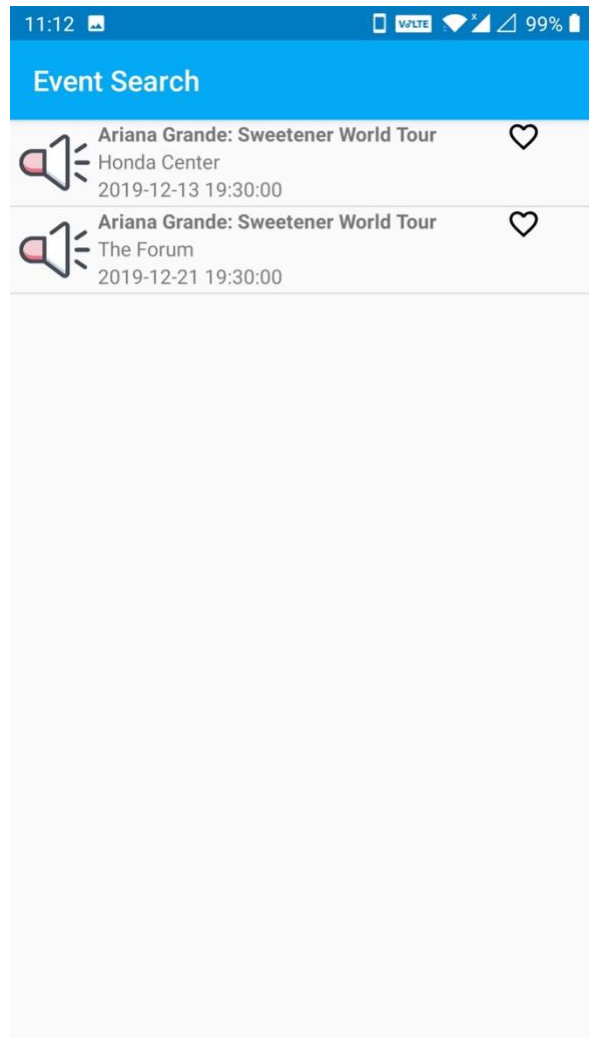 11:12 VoLTE x 99%
Event Search
Ariana Grande: Sweetener World Tour
Honda Center
2019-12-13 19:30:00
Ariana Grande: Sweetener World Tour
The Forum
2019-12-21 19:30:00